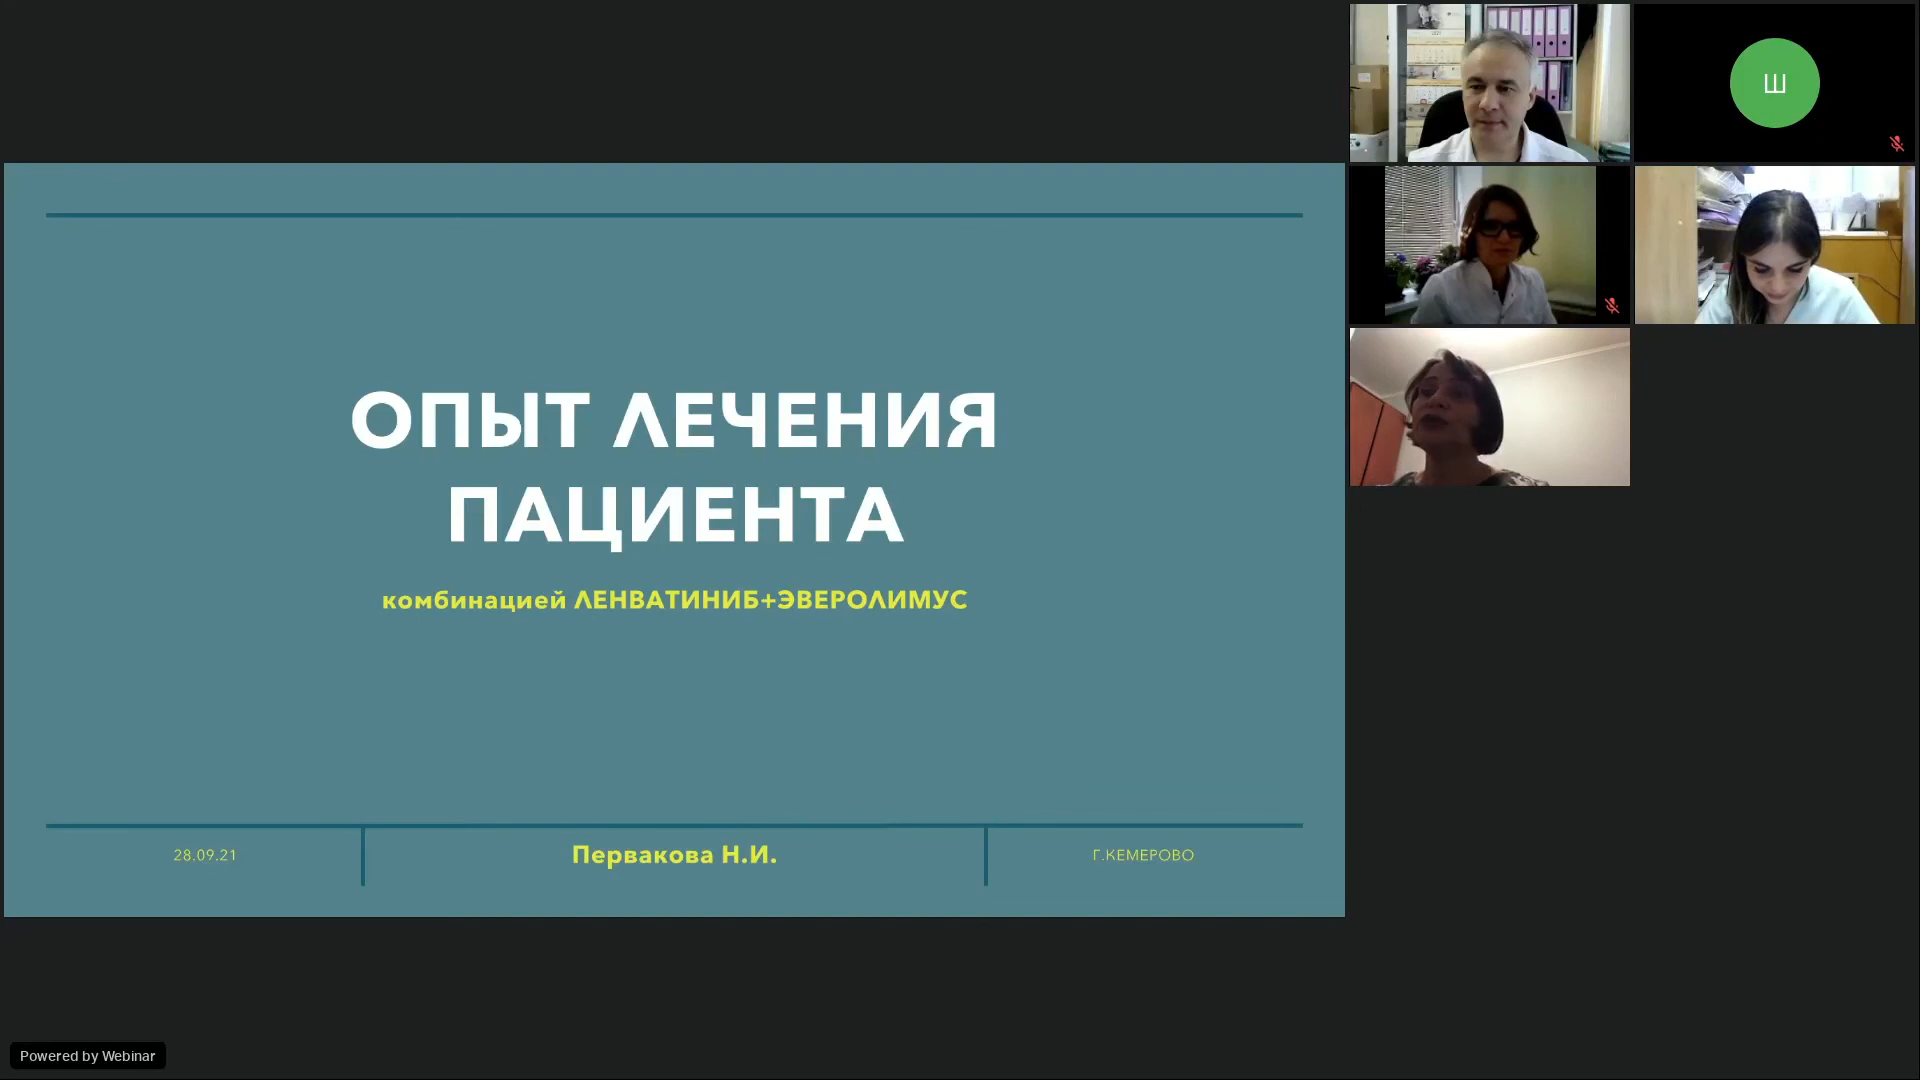 ОПЫТ ЛЕЧЕНИЯ
ПАЦИЕНТА
комбинацией ЛЕНВАТИНИБ+ЭВЕРОЛИМУС
28.09.21
Первакова Н.И.
Г.КЕМЕРОВО
Ш
Powered by Webinar